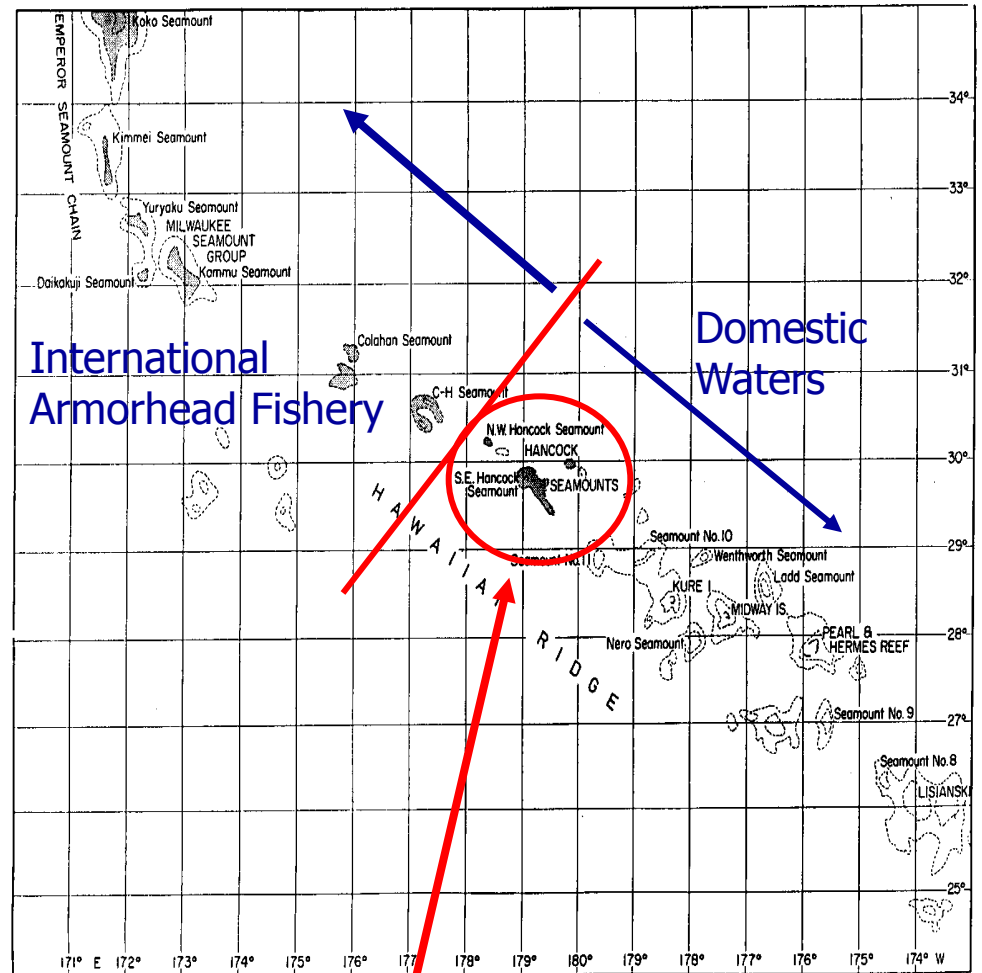 Koko Seamount
EMPEROR SEAMOUNT CHAIN
34°
Kimmei Seamount
33°
Yuryaku Seamount
MILWAUKEE
SEAMOUNT
GROUP
Kammu Seamount
Daikakuji Seamount
32°
International
Armorhead Fishery
Domestic
Waters
Colahan Seamount
31°
C-H Seamount
N.W. Hancock Seamount
HANCOCK
30°
S.E. Hancock
Seamount
SEAMOUNTS
HAWAIIAN RIDGE
Seamount No.10
Seamount No.11
29°
Wenthworth Seamount
Ladd Seamount
KURE I.
MIDWAY IS.
PEARL &
HERMES REEF
Nero Seamount
28°
Seamount No.9
27°
Seamount No.8
LISIANSKI
25°
171° E 172° 173° 174° 175° 176° 177° 178° 179° 180° 179° 178° 177° 176° 175° 174° W